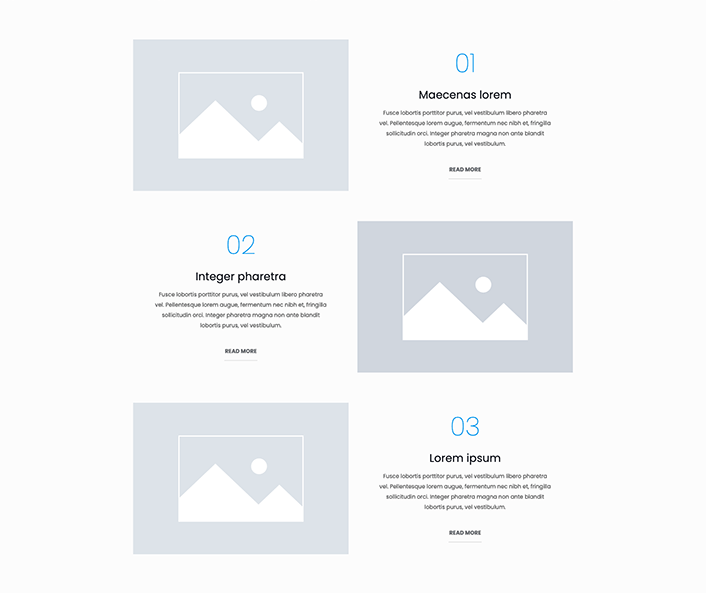 01
Maecenas lorem
Fusce lobortis porttitor purus, vel vestibulum libero pharetra
vel. Pellentesque lorem augue, fermentum nec nibh et, fringilla
sollicitudin orci. Integer pharetra magna non ante blandit
lobortis purus, vel vestibulum.
READ MORE
02
Integer pharetra
Fusce lobortis porttitor purus, vel vestibulum libero pharetra
vel. Pellentesque lorem augue, fermentum nec nibh et, fringilla
sollicitudin orci. Integer pharetra magna non ante blandit
lobortis purus, vel vestibulum.
READ MORE
03
Lorem ipsum
Fusce lobortis porttitor purus, vel vestibulum libero pharetra
vel. Pellentesque lorem augue, fermentum nec nibh et, fringilla
sollicitudin orci. Integer pharetra magna non ante blandit
lobortis purus, vel vestibulum.
READ MORE